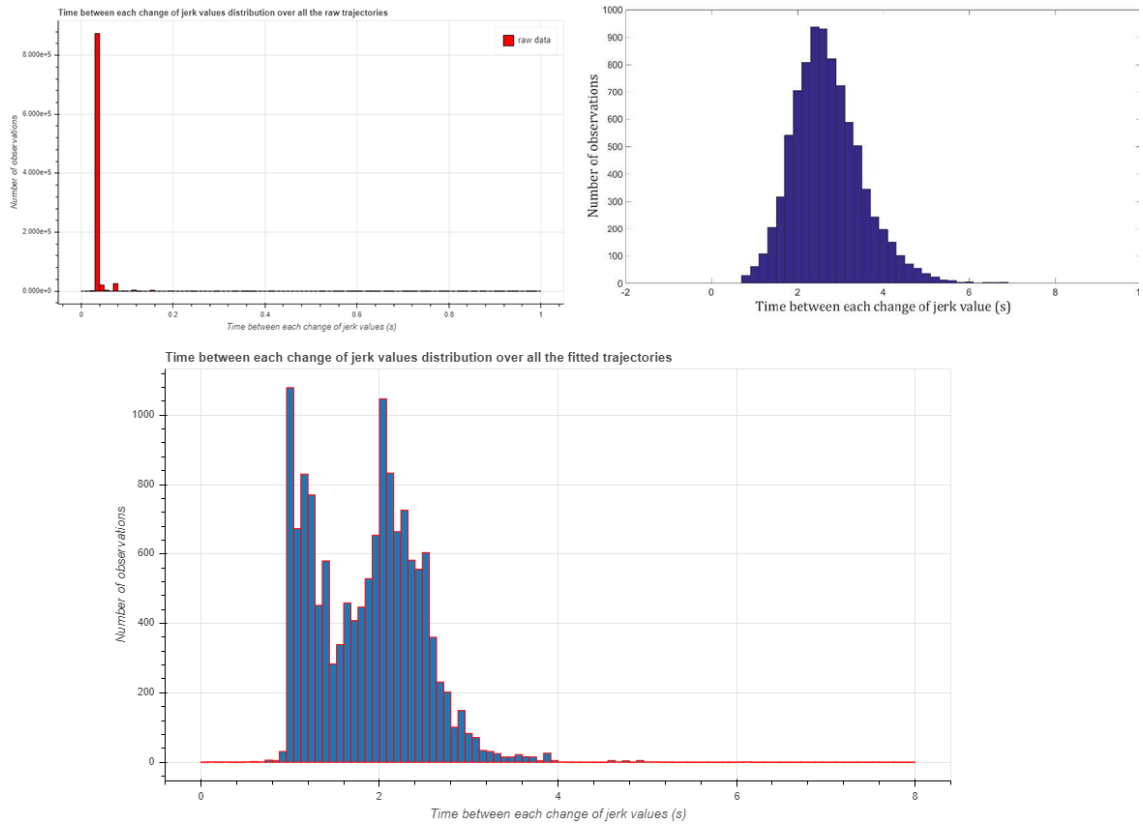 Time between each change of jerk values distribution over all the raw trajectories
raw data
8.000e+5
6.000e+5
4.000e+5
2.000e+5
0.000e+0
Number of observations
0 0.2 0.4 0.6 0.8 1
Time between each change of jerk values (s)
1000
900
800
700
600
500
400
300
200
100
0
Number of observations
-2 0 2 4 6 8 10
Time between each change of jerk value (s)
Time between each change of jerk values distribution over all the fitted trajectories
1000
800
600
400
200
0
Number of observations
0 2 4 6 8
Time between each change of jerk values (s)